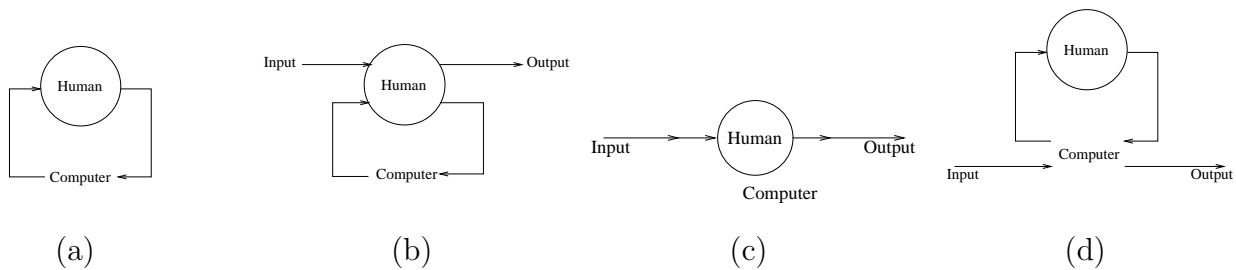 Human
Computer
(a)
Input
Output
Human
Computer
(b)
Input
Human
Output
Computer
(c)
Human
Computer
Input
Output
(d)